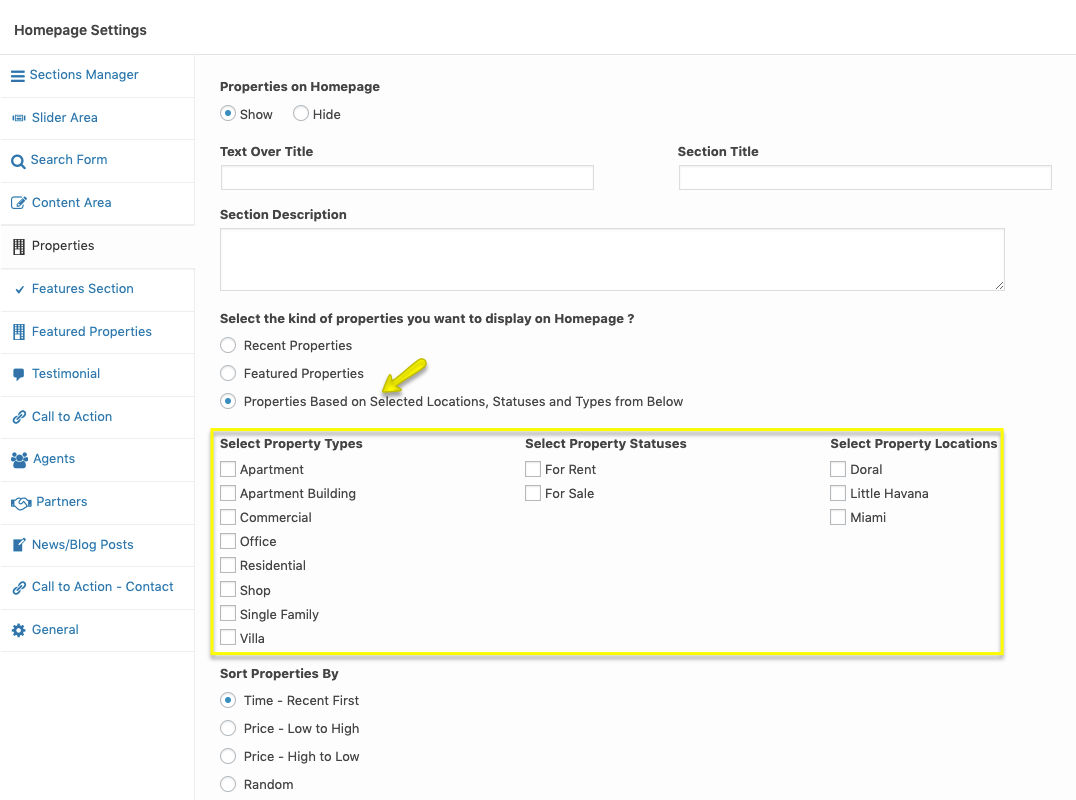 Homepage Settings
Sections Manager
Slider Area
Search Form
Content Area
Properties
Features Section
Featured Properties
Testimonial
Call to Action
Agents
Partners
News/Blog Posts
Call to Action - Contact
General
Properties on Homepage
Show Hide
Text Over Title Section Title
Section Description
Select the kind of properties you want to display on Homepage ?
Recent Properties
Featured Properties
Properties Based on Selected Locations, Statuses and Types from Below
Select Property Types
Apartment
Apartment Building
Commercial
Office
Residential
Shop
Single Family
Villa
Select Property Statuses
For Rent
For Sale
Select Property Locations
Doral
Little Havana
Miami
Sort Properties By
Time - Recent First
Price - Low to High
Price - High to Low
Random